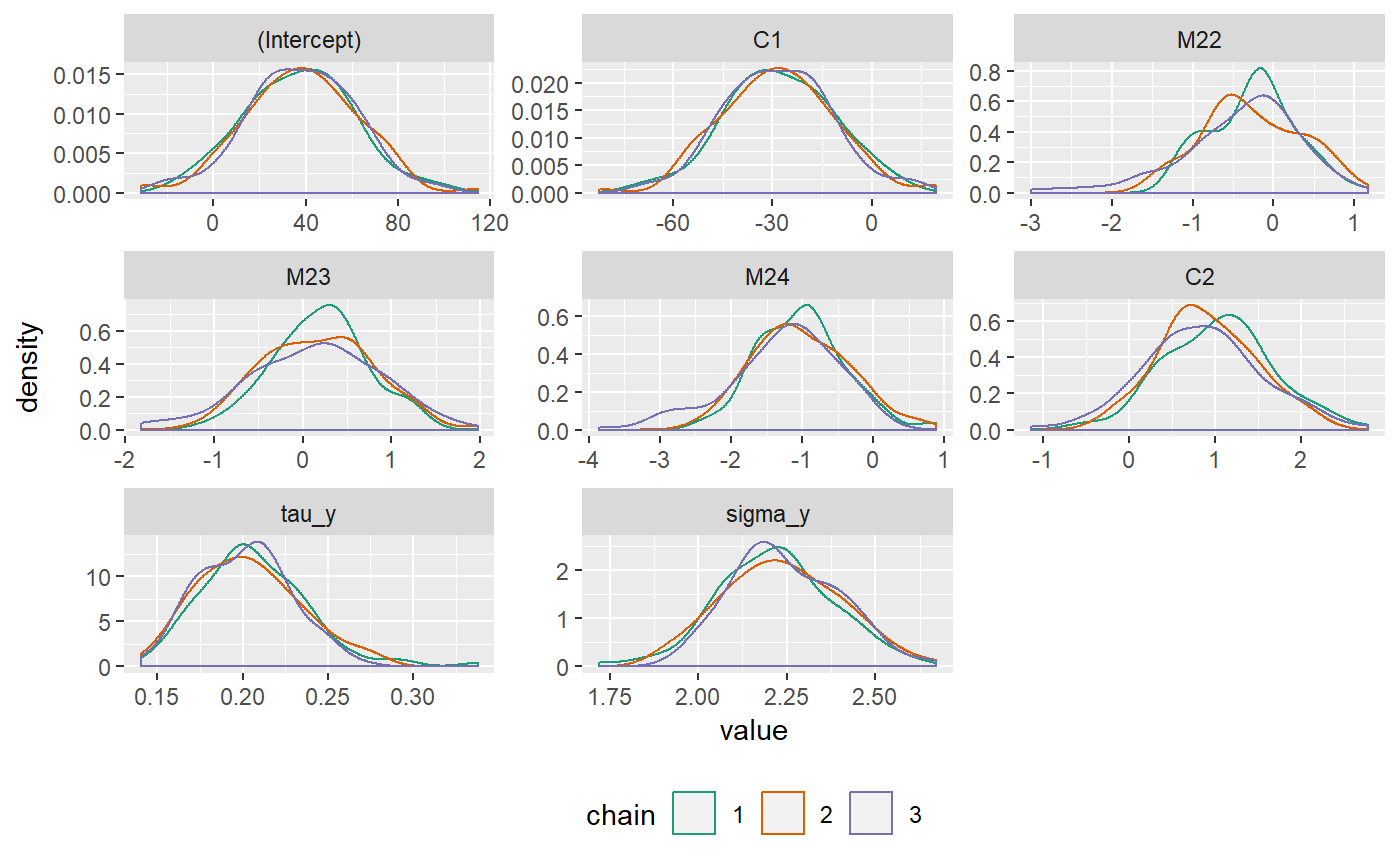 (Intercept) C1 M22
0.015 0.010 0.005 0.000
0.020 0.015 0.010 0.005 0.000
0.8 0.6 0.4 0.2 0.0
0 40 80 120
-60 -30 0
-3 -2 -1 0 1
M23 M24 C2
0.6 0.4 0.2 0.0
0.6 0.4 0.2 0.0
0.6 0.4 0.2 0.0
-2 -1 0 1 2
-4 -3 -2 -1 0 1
-1 0 1 2
tau_y sigma_y
10 5 0
2 1 0
0.15 0.20 0.25 0.30
1.75 2.00 2.25 2.50
density
value
chain 1 2 3